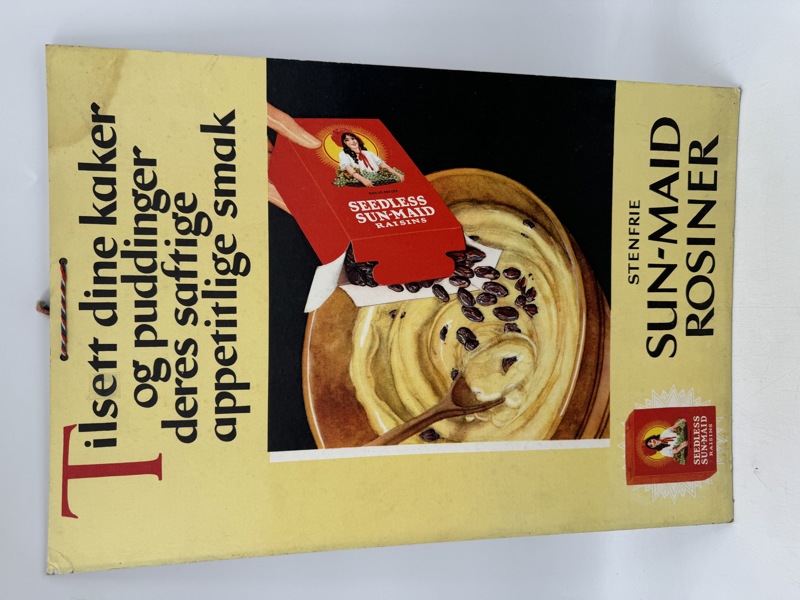 Tilsett dine kaker
og puddinger
deres saftige
appetitlige smak
SEEDLESS
SUN-MAID
RAISINS
STENFRIE
SUN-MAID
ROSINER
SEEDLESS
SUN-MAID
RAISINS